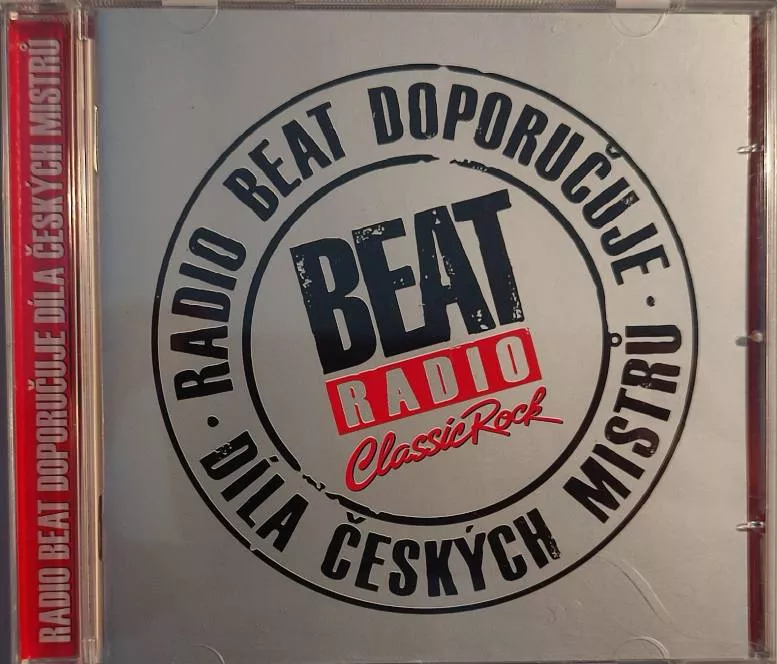 RADIO BEAT DOPORUČUJE DÍLA ČESKÝCH MISTRŮ
· RADIO BEAT DOPORUČUJE ·
DÍLA ČESKÝCH MISTRŮ
BEAT
RADIO
Classic Rock